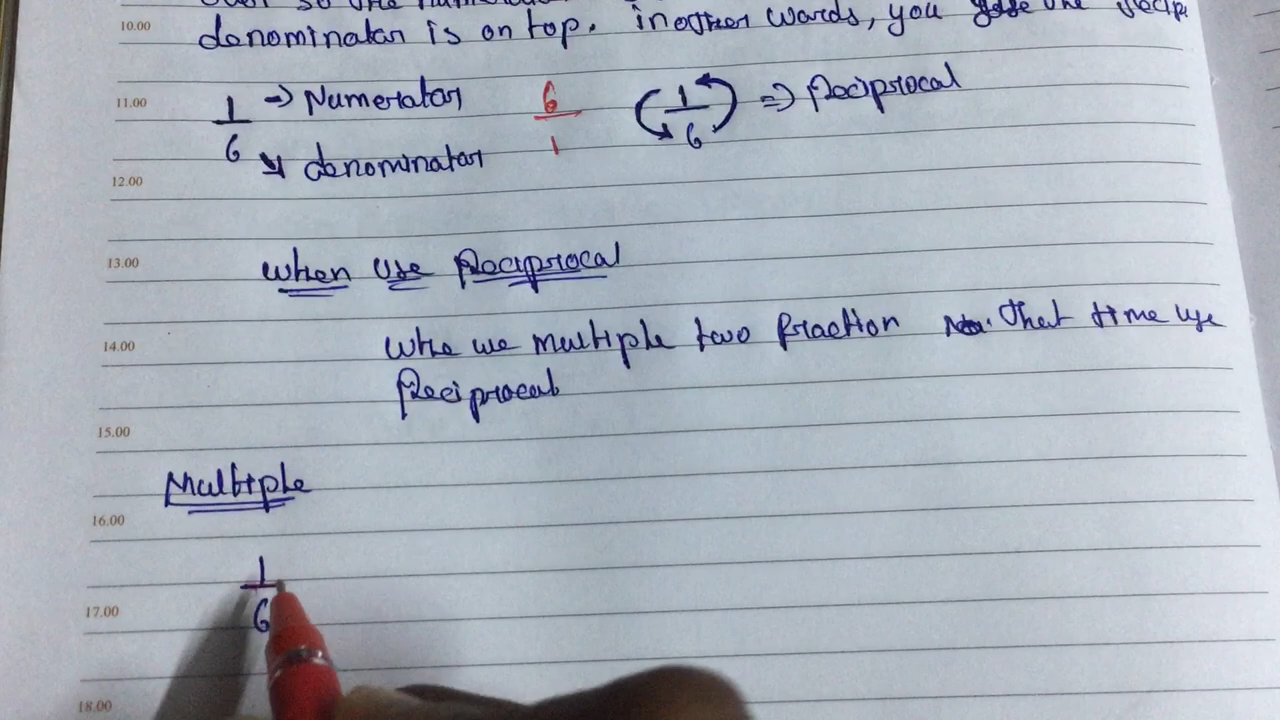 denominator is on top. in other words, you
10.00
11.00
1 => Numerator
6 denominator
6
1
1
6
=> Reciprocal
12.00
13.00
When Use Reciprocal
14.00
Whe we multiple two fraction That time use
Reciprocal
15.00
Multiple
16.00
1
6
17.00
18.00